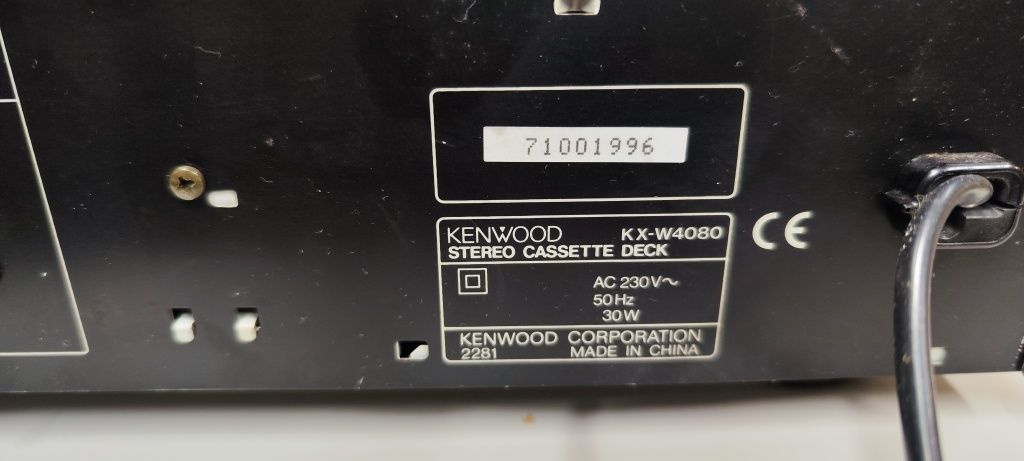 71001996
KENWOOD KX-W4080
STEREO CASSETTE DECK
AC 230V~
50Hz
30W
KENWOOD CORPORATION
2281 MADE IN CHINA
CE